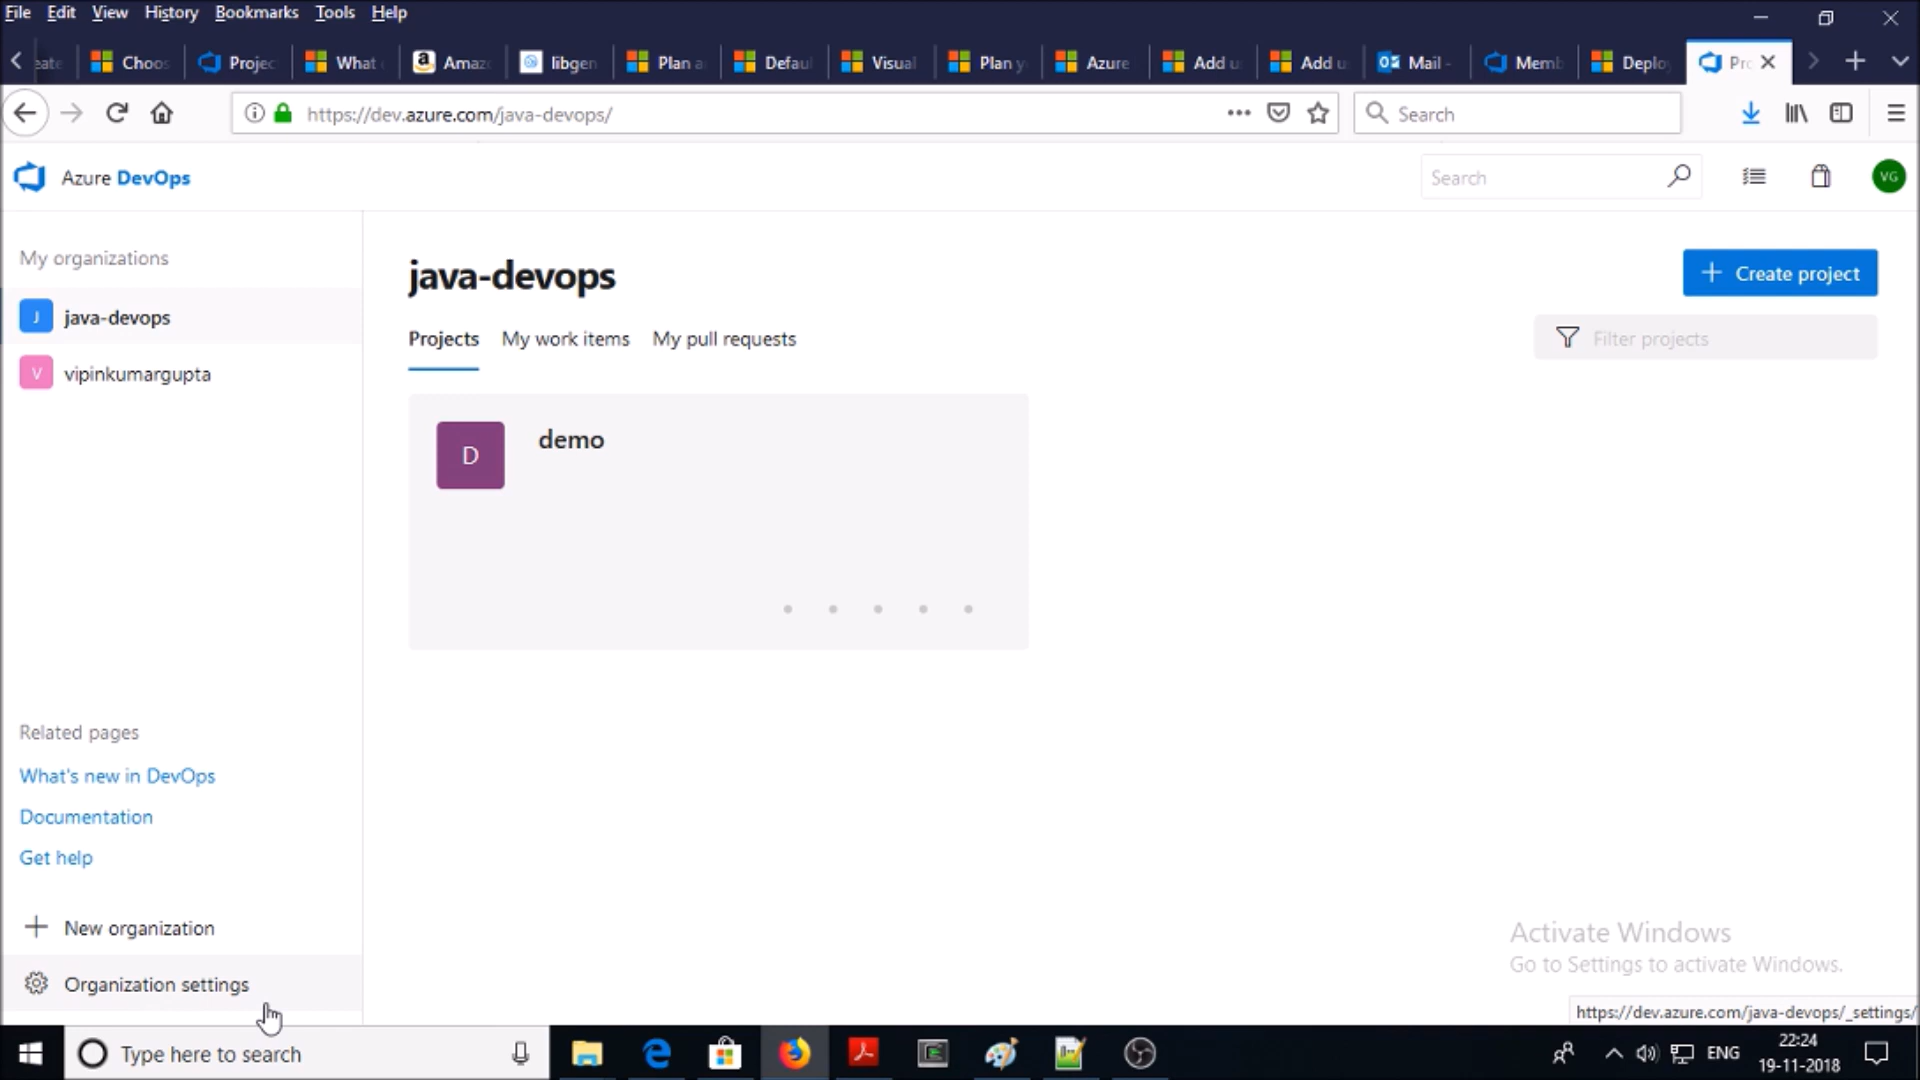 File Edit View History Bookmarks Tools Help
Choos Projec What Amaz libgen Plan a Defau Visual Plan y Azure Add u Add u Mail - Memb Deplo Pro
https://dev.azure.com/java-devops/
Search
Azure DevOps
Search
VG
My organizations
J java-devops
V vipinkumargupta
java-devops
Create project
Projects My work items My pull requests
Filter projects
D demo
Related pages
What's new in DevOps
Documentation
Get help
New organization
Organization settings
Activate Windows
Go to Settings to activate Windows.
https://dev.azure.com/java-devops/_settings/
Type here to search
ENG
22:24
19-11-2018